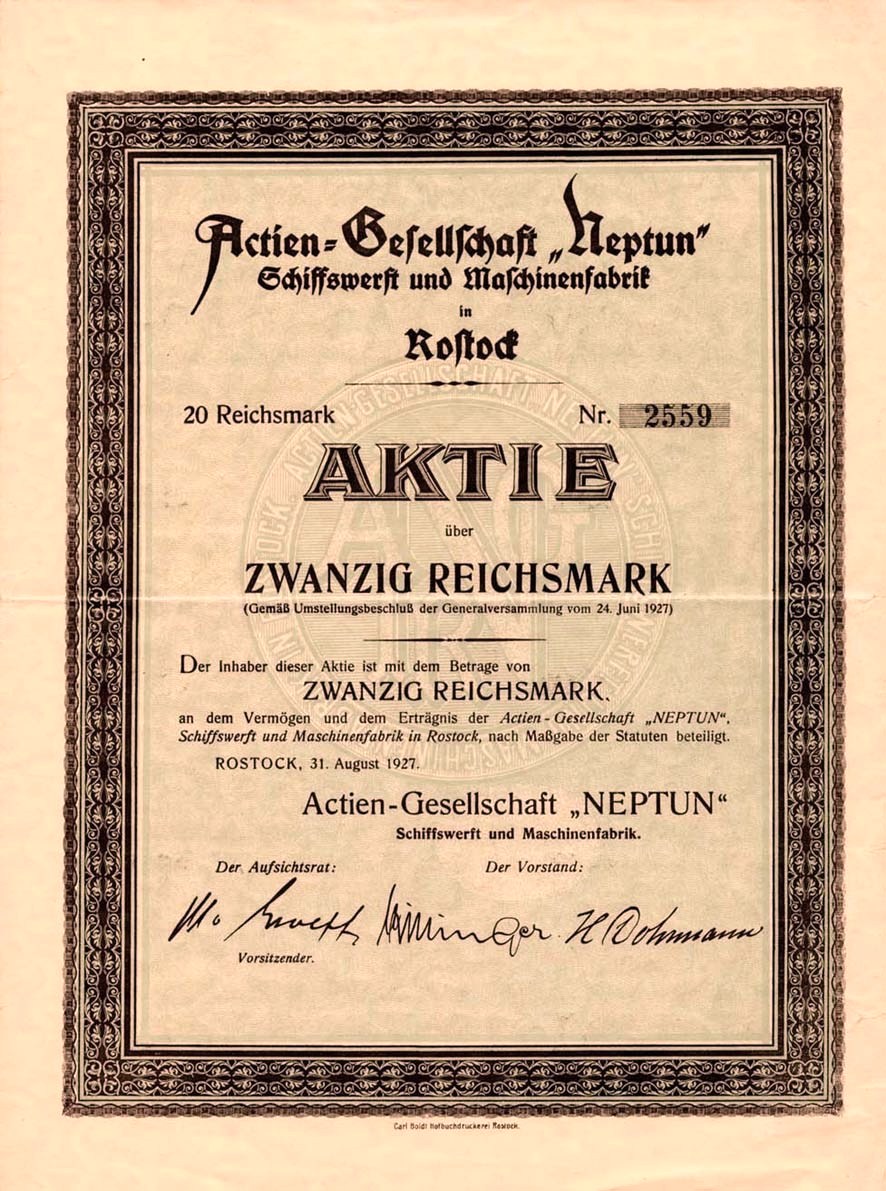 Actien-Gesellschaft „Neptun"
Schiffswerft und Maschinenfabrik
in
Rostock
20 Reichsmark Nr. 2559
AKTIE
über
ZWANZIG REICHSMARK
(Gemäß Umstellungsbeschluß der Generalversammlung vom 24. Juni 1927)
Der Inhaber dieser Aktie ist mit dem Betrage von
ZWANZIG REICHSMARK,
an dem Vermögen und dem Erträgnis der Actien-Gesellschaft „NEPTUN“,
Schiffswerft und Maschinenfabrik in Rostock, nach Maßgabe der Statuten beteiligt.
ROSTOCK, 31. August 1927.
Actien-Gesellschaft „NEPTUN“
Schiffswerft und Maschinenfabrik.
Der Aufsichtsrat: Der Vorstand:
H Dohrmann
Vorsitzender.
Carl Boldt Hofbuchdruckerei Rostock.